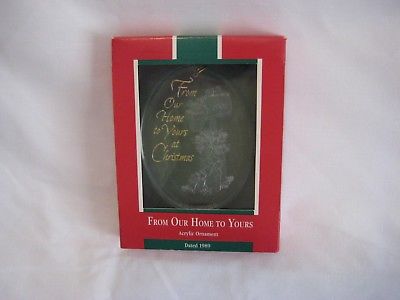 From
Our
Home
to Yours
at
Christmas
FROM OUR HOME TO YOURS
Acrylic Ornament
Dated 1989